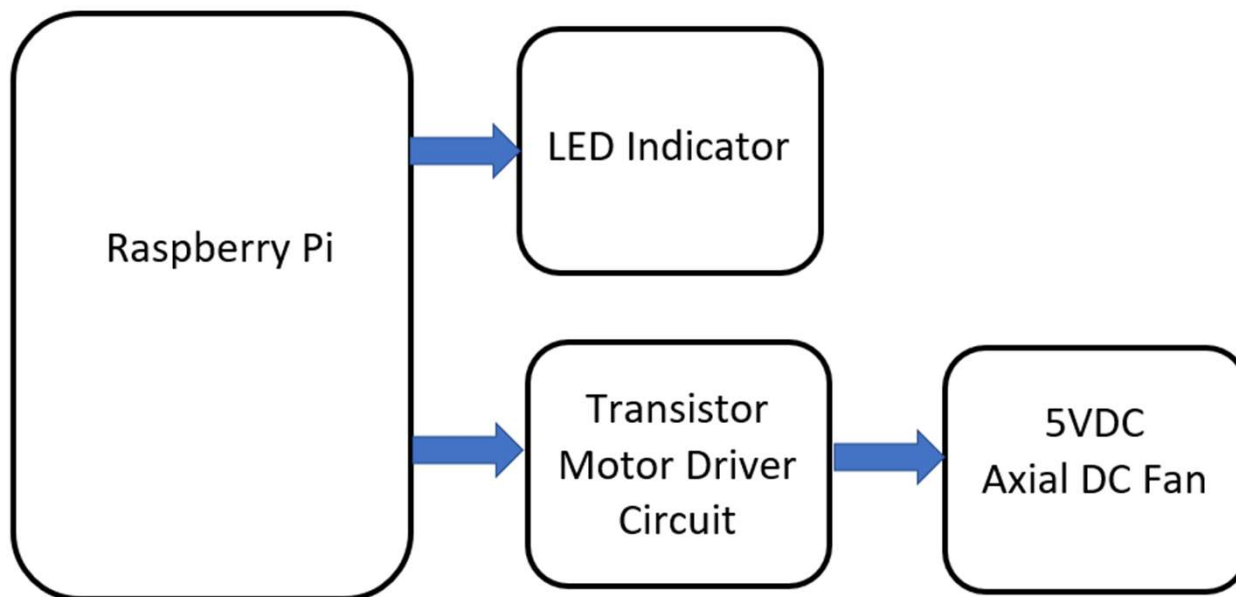 Raspberry Pi
LED Indicator
Transistor
Motor Driver
Circuit
5VDC
Axial DC Fan